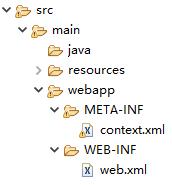 src
main
java
resources
webapp
META-INF
context.xml
WEB-INF
web.xml